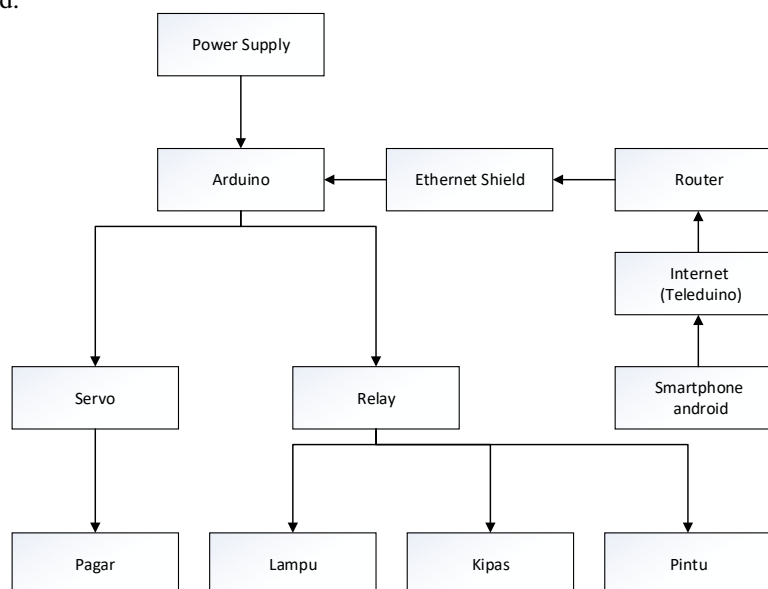 d.
Power Supply
Arduino
Ethernet Shield
Router
Internet
(Teleduino)
Smartphone
android
Servo
Relay
Pagar
Lampu
Kipas
Pintu